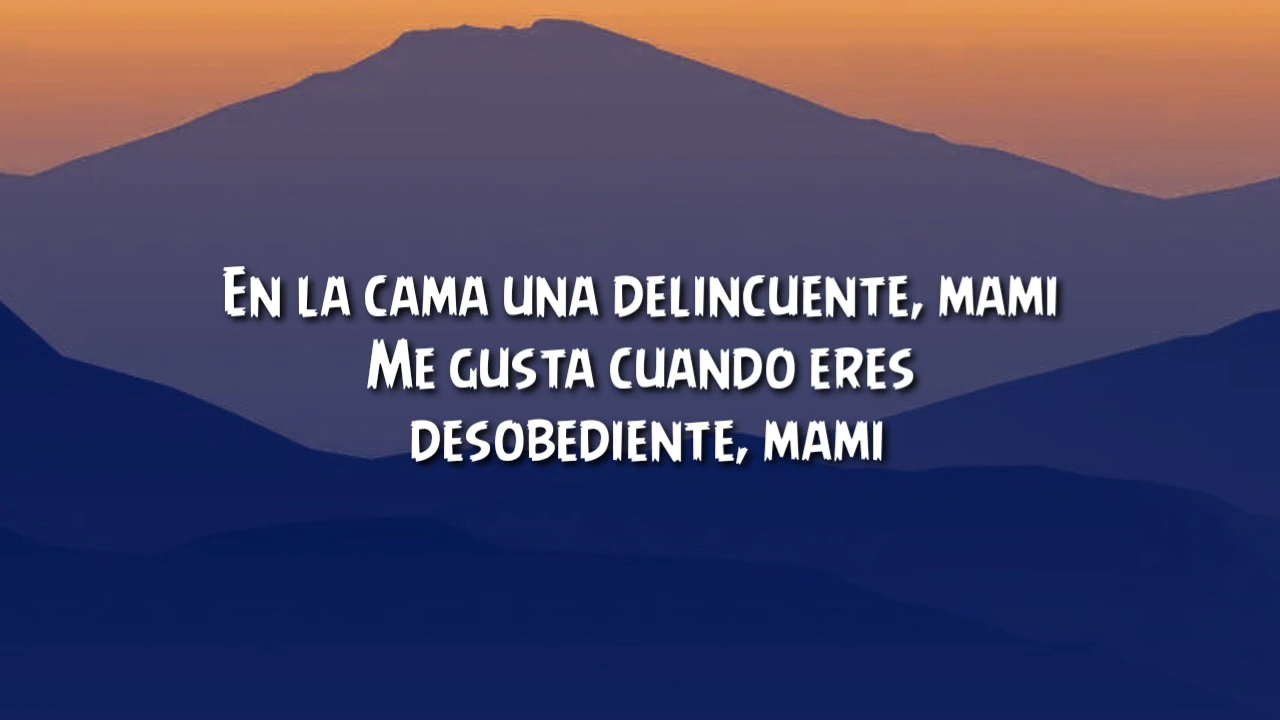 En la cama una delincuente, mami
Me gusta cuando eres
desobediente, mami